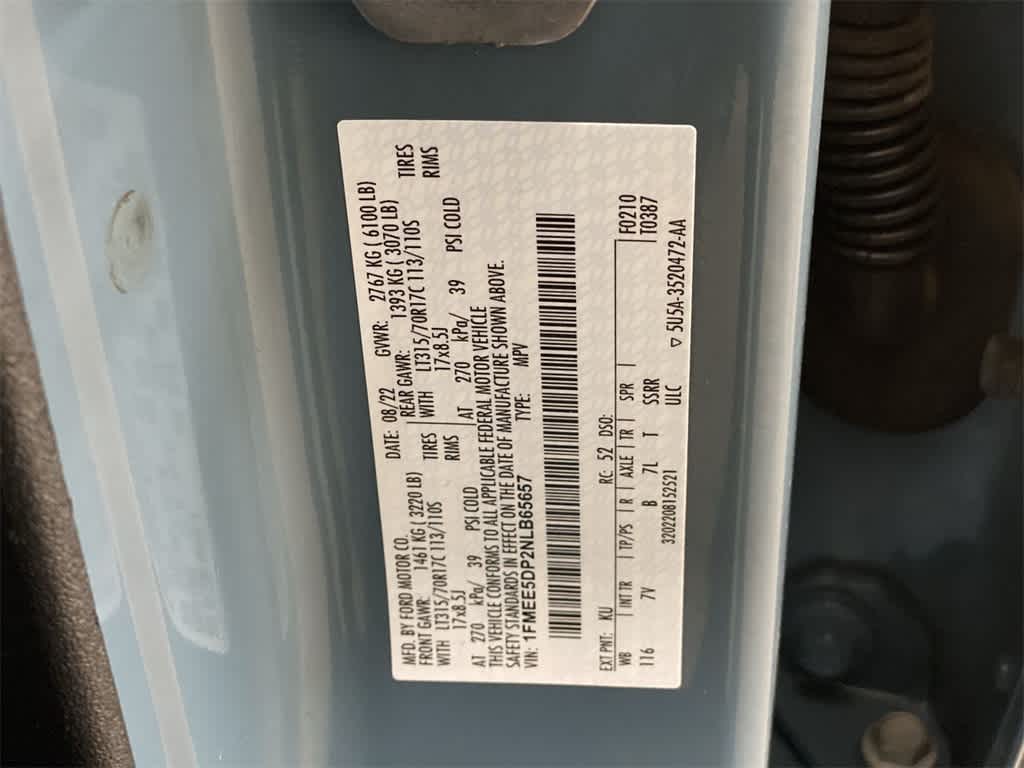 MFD. BY FORD MOTOR CO.
DATE: 08/22 GVWR: 2767 KG ( 6100 LB)
FRONT GAWR: 1461 KG ( 3220 LB) REAR GAWR: 1393 KG ( 3070 LB)
WITH LT315/70R17C 113/110S TIRES WITH LT315/70R17C 113/110S TIRES
17x8.5J RIMS 17x8.5J RIMS
AT 270 kPa/ 39 PSI COLD AT 270 kPa/ 39 PSI COLD
THIS VEHICLE CONFORMS TO ALL APPLICABLE FEDERAL MOTOR VEHICLE
SAFETY STANDARDS IN EFFECT ON THE DATE OF MANUFACTURE SHOWN ABOVE.
VIN: 1FMEE5DP2NLB65657 TYPE: MPV
EXT PNT: KU RC: 52 DSO: F0210
WB INT TR TP/PS R AXLE TR SPR T0387
116 7V B 7L T SSRR
3202208152521 ULC ▽ 5U5A-3520472-AA